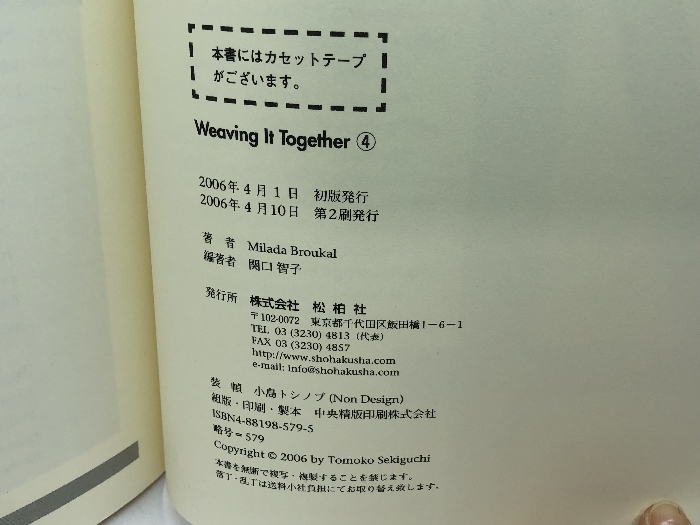 本書にはカセットテープ
がございます。
Weaving It Together ④
2006年4月1日 初版発行
2006年4月10日 第2刷発行
著者 Milada Broukal
編著者 関口智子
発行所 株式会社 松柏社
〒102-0072 東京都千代田区飯田橋1-6-1
TEL 03 (3230) 4813（代表）
FAX 03 (3230) 4857
http://www.shohakusha.com
e-mail: info@shohakusha.com
装幀 小島トシノブ (Non Design)
組版・印刷・製本 中央精版印刷株式会社
ISBN4-88198-579-5
略号＝579
Copyright © 2006 by Tomoko Sekiguchi
本書を無断で複写・複製することを禁じます。
落丁・乱丁は送料小社負担にてお取り替え致します。